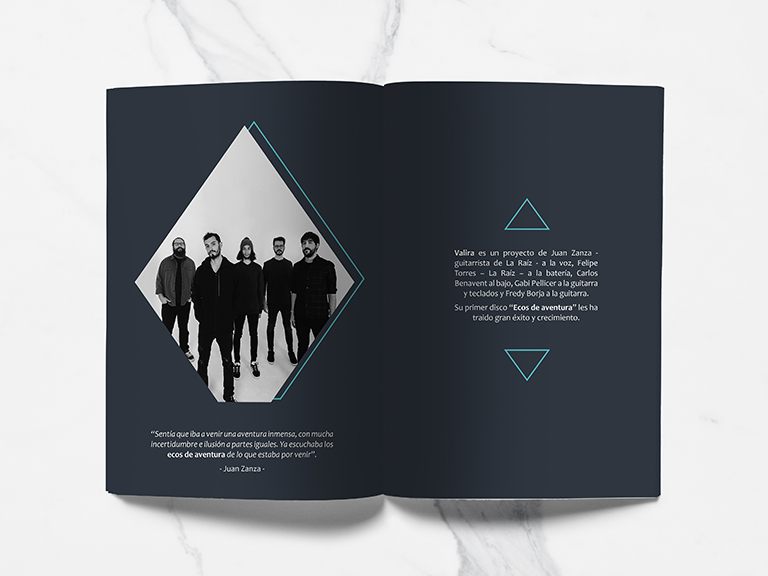 “Sentía que iba a venir una aventura inmensa, con mucha
incertidumbre e ilusión a partes iguales. Ya escuchaba los
ecos de aventura de lo que estaba por venir”.
- Juan Zanza -
Valira es un proyecto de Juan Zanza -
guitarrista de La Raíz - a la voz, Felipe
Torres – La Raíz – a la batería, Carlos
Benavent al bajo, Gabi Pellicer a la guitarra
y teclados y Fredy Borja a la guitarra.
Su primer disco “Ecos de aventura” les ha
traido gran éxito y crecimiento.